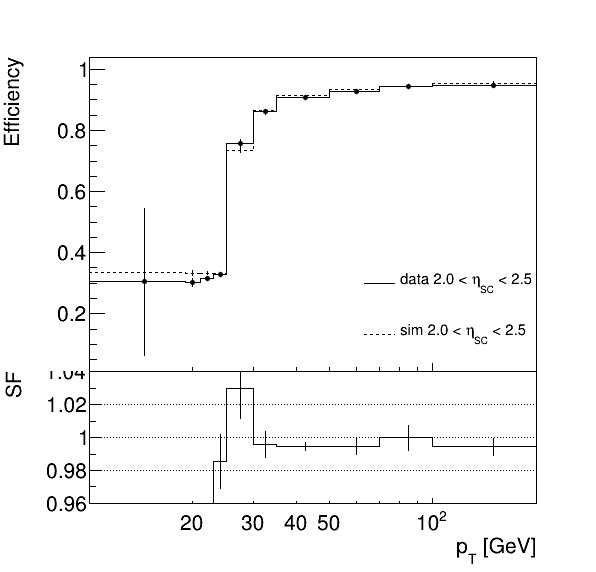 Efficiency
1
0.8
0.6
0.4
0.2
data 2.0 < η_SC < 2.5
sim 2.0 < η_SC < 2.5
SF
1.04
1.02
1
0.98
0.96
20 30 40 50 10²
p_T [GeV]